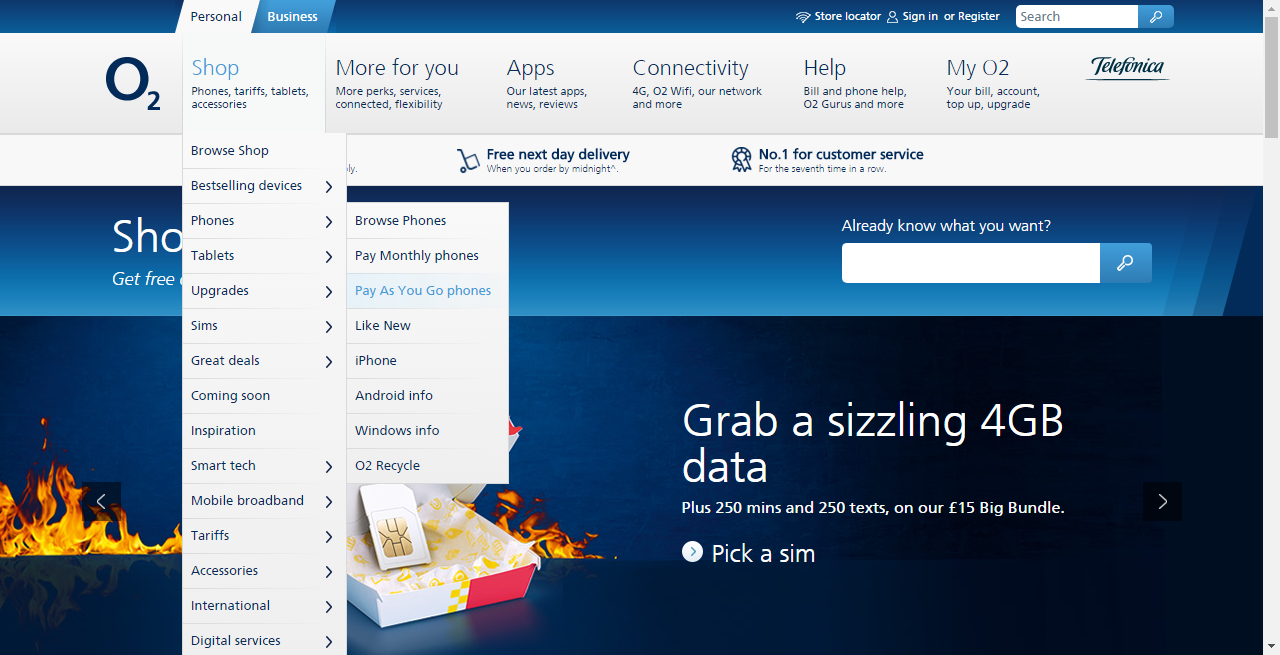 Personal
Business
Store locator
Sign in or Register
Search
O2
Shop
Phones, tariffs, tablets,
accessories
More for you
More perks, services,
connected, flexibility
Apps
Our latest apps,
news, reviews
Connectivity
4G, O2 Wifi, our network
and more
Help
Bill and phone help,
O2 Gurus and more
My O2
Your bill, account,
top up, upgrade
Telefónica
Free next day delivery
When you order by midnight^.
No.1 for customer service
For the seventh time in a row.
Browse Shop
Bestselling devices
Phones
Tablets
Upgrades
Sims
Great deals
Coming soon
Inspiration
Smart tech
Mobile broadband
Tariffs
Accessories
International
Digital services
Browse Phones
Pay Monthly phones
Pay As You Go phones
Like New
iPhone
Android info
Windows info
O2 Recycle
Get free
Already know what you want?
Grab a sizzling 4GB
data
Plus 250 mins and 250 texts, on our £15 Big Bundle.
Pick a sim